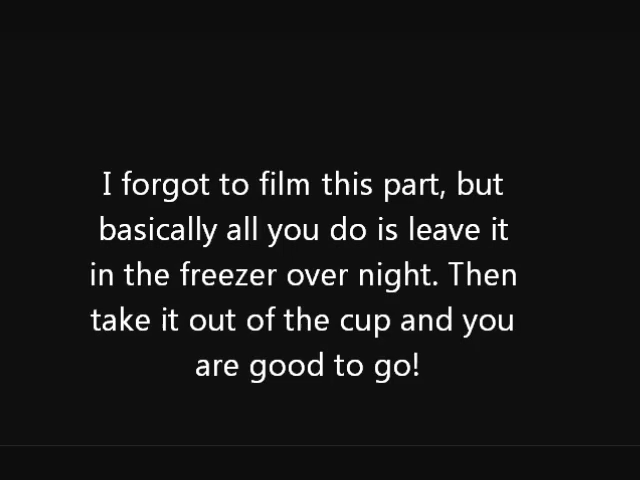 I forgot to film this part, but
basically all you do is leave it
in the freezer over night. Then
take it out of the cup and you
are good to go!